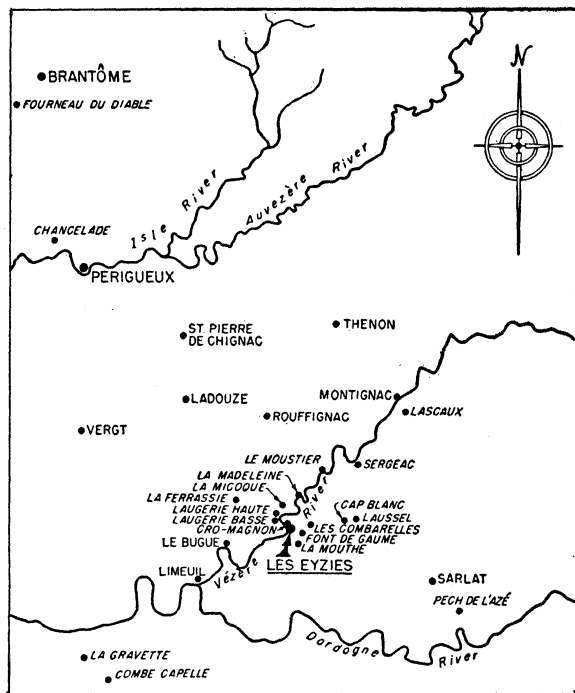 N
BRANTÔME
FOURNEAU DU DIABLE
Isle River
Auvezère River
CHANCELADE
PERIGUEUX
ST. PIERRE
DE CHIGNAC
THENON
MONTIGNAC
LADOUZE
LASCAUX
ROUFFIGNAC
VERGT
LE MOUSTIER
SERGEAC
LA MADELEINE
LA MICOQUE
LA FERRASSIE
LAUGERIE HAUTE
LAUGERIE BASSE
CRO-MAGNON
CAP BLANC
LAUSSEL
LES COMBARELLES
FONT DE GAUME
LA MOUTHE
LE BUGUE
LES EYZIES
LIMEUIL
Vézère River
SARLAT
PECH DE L'AZÉ
Dordogne River
LA GRAVETTE
COMBE CAPELLE